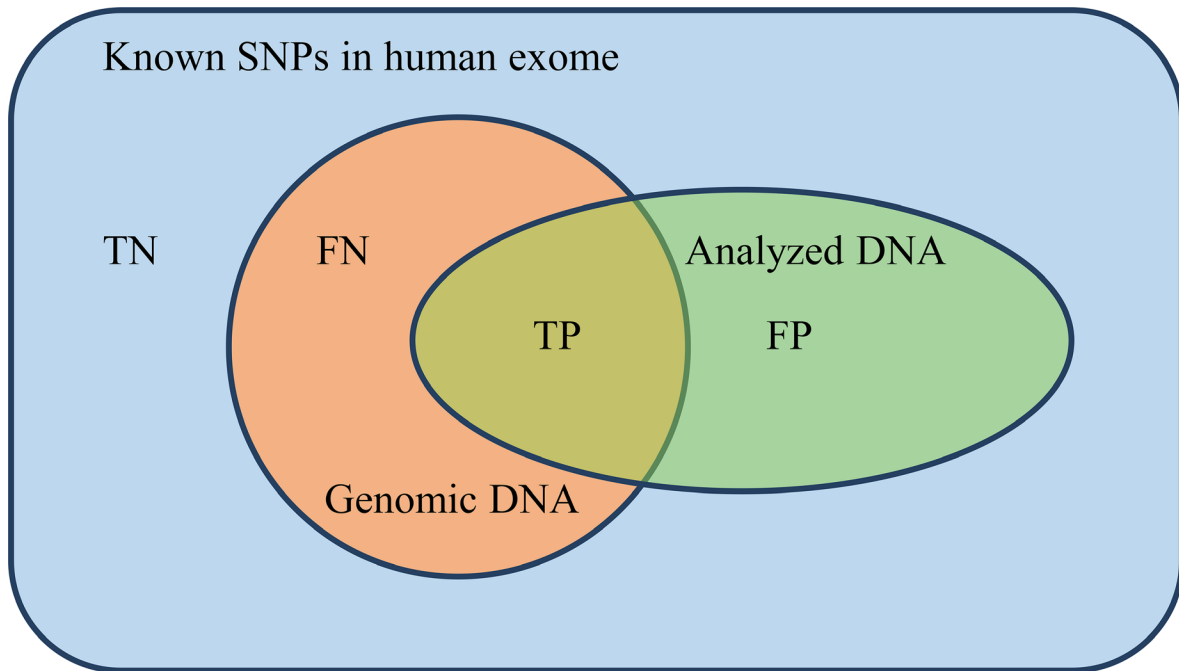 Known SNPs in human exome
TN
FN
Analyzed DNA
TP
FP
Genomic DNA